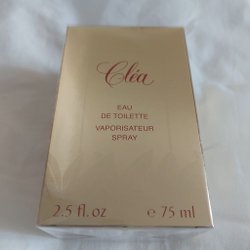 Cléa
EAU
DE TOILETTE
VAPORISATEUR
SPRAY
2.5 fl.oz e 75 ml